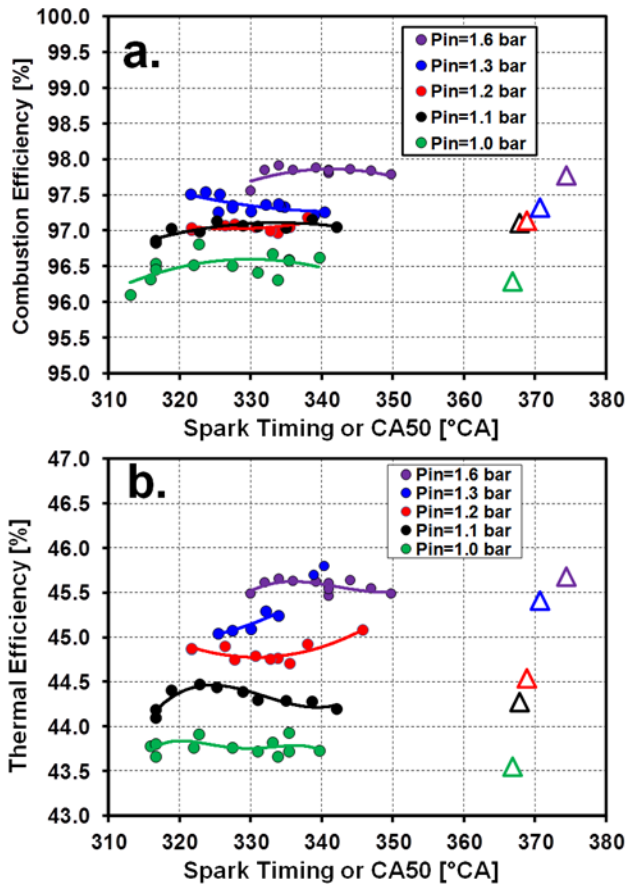 a.
Combustion Efficiency [%]
100.0
99.5
99.0
98.5
98.0
97.5
97.0
96.5
96.0
95.5
95.0
Pin=1.6 bar
Pin=1.3 bar
Pin=1.2 bar
Pin=1.1 bar
Pin=1.0 bar
310 320 330 340 350 360 370 380
Spark Timing or CA50 [°CA]
b.
Thermal Efficiency [%]
47.0
46.5
46.0
45.5
45.0
44.5
44.0
43.5
43.0
Pin=1.6 bar
Pin=1.3 bar
Pin=1.2 bar
Pin=1.1 bar
Pin=1.0 bar
310 320 330 340 350 360 370 380
Spark Timing or CA50 [°CA]